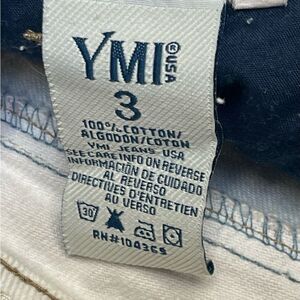 YMI® USA
3
100% COTTON/
ALGODON/COTON
YMI JEANS USA
SEE CARE INFO ON REVERSE
INFORMACIÓN DE CUIDADO
AL REVERSO
DIRECTIVES D'ENTRETIEN
AU VERSO
30
RN#104365